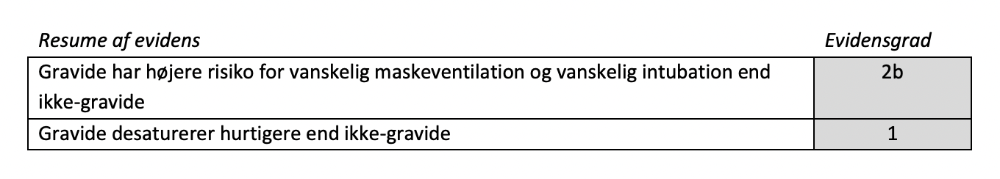 Resume af evidens Evidensgrad
Gravide har højere risiko for vanskelig maskeventilation og vanskelig intubation end 2b
ikke-gravide
Gravide desaturerer hurtigere end ikke-gravide 1